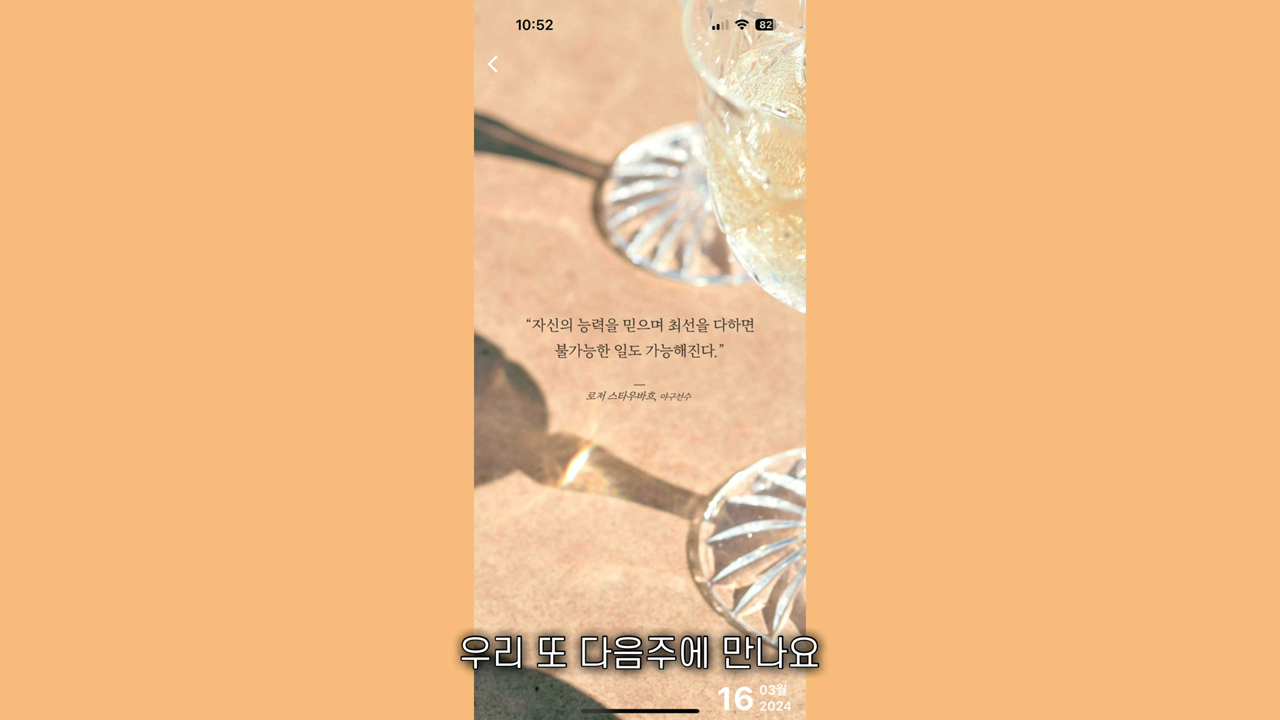 10:52
82
“자신의 능력을 믿으며 최선을 다하면
불가능한 일도 가능해진다.”
로저 스타우바흐, 야구선수
우리 또 다음주에 만나요
16 03월
2024